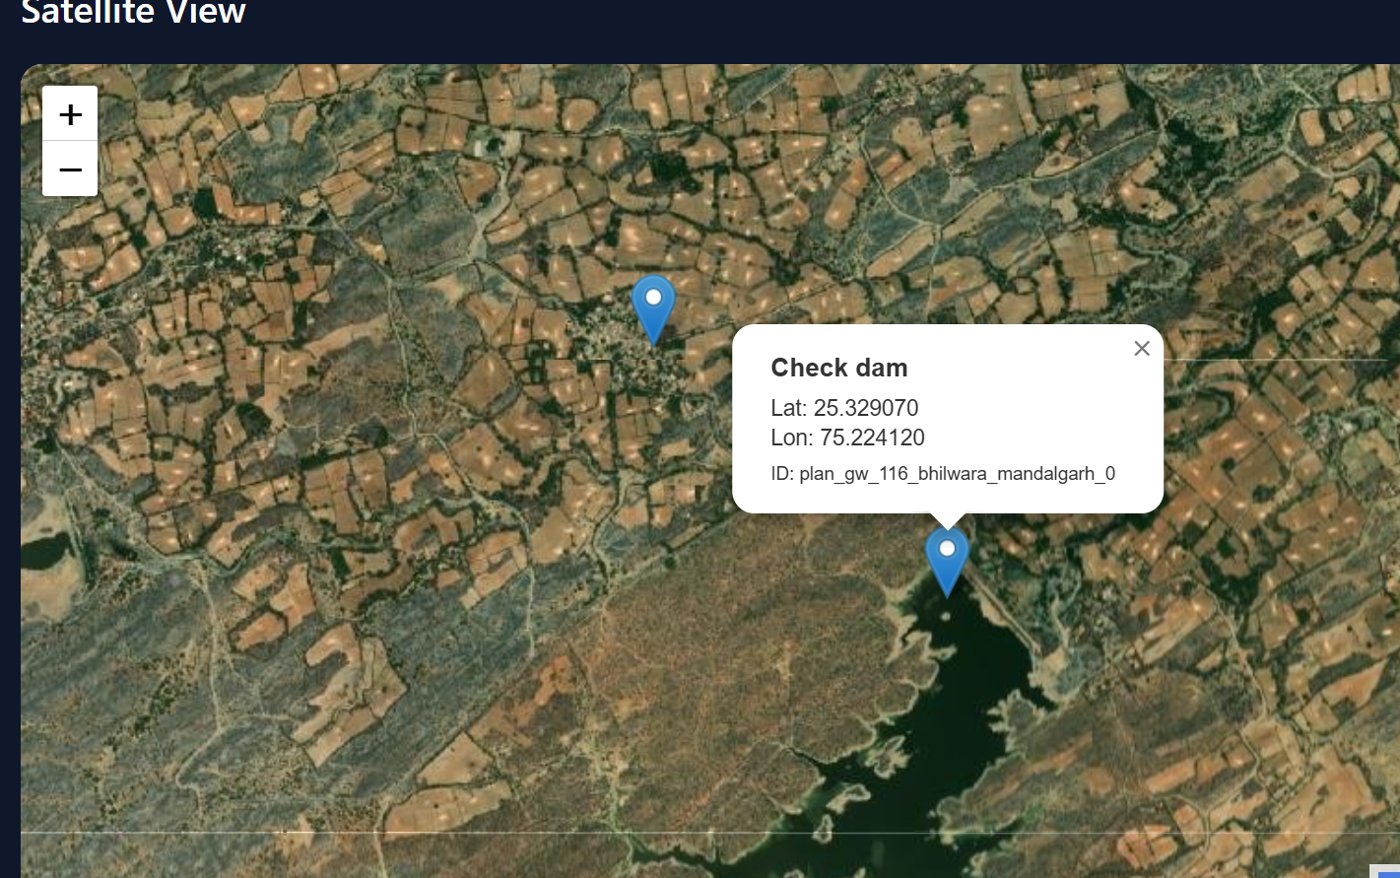 Satellite View
+
−
Check dam
×
Lat: 25.329070
Lon: 75.224120
ID: plan_gw_116_bhilwara_mandalgarh_0